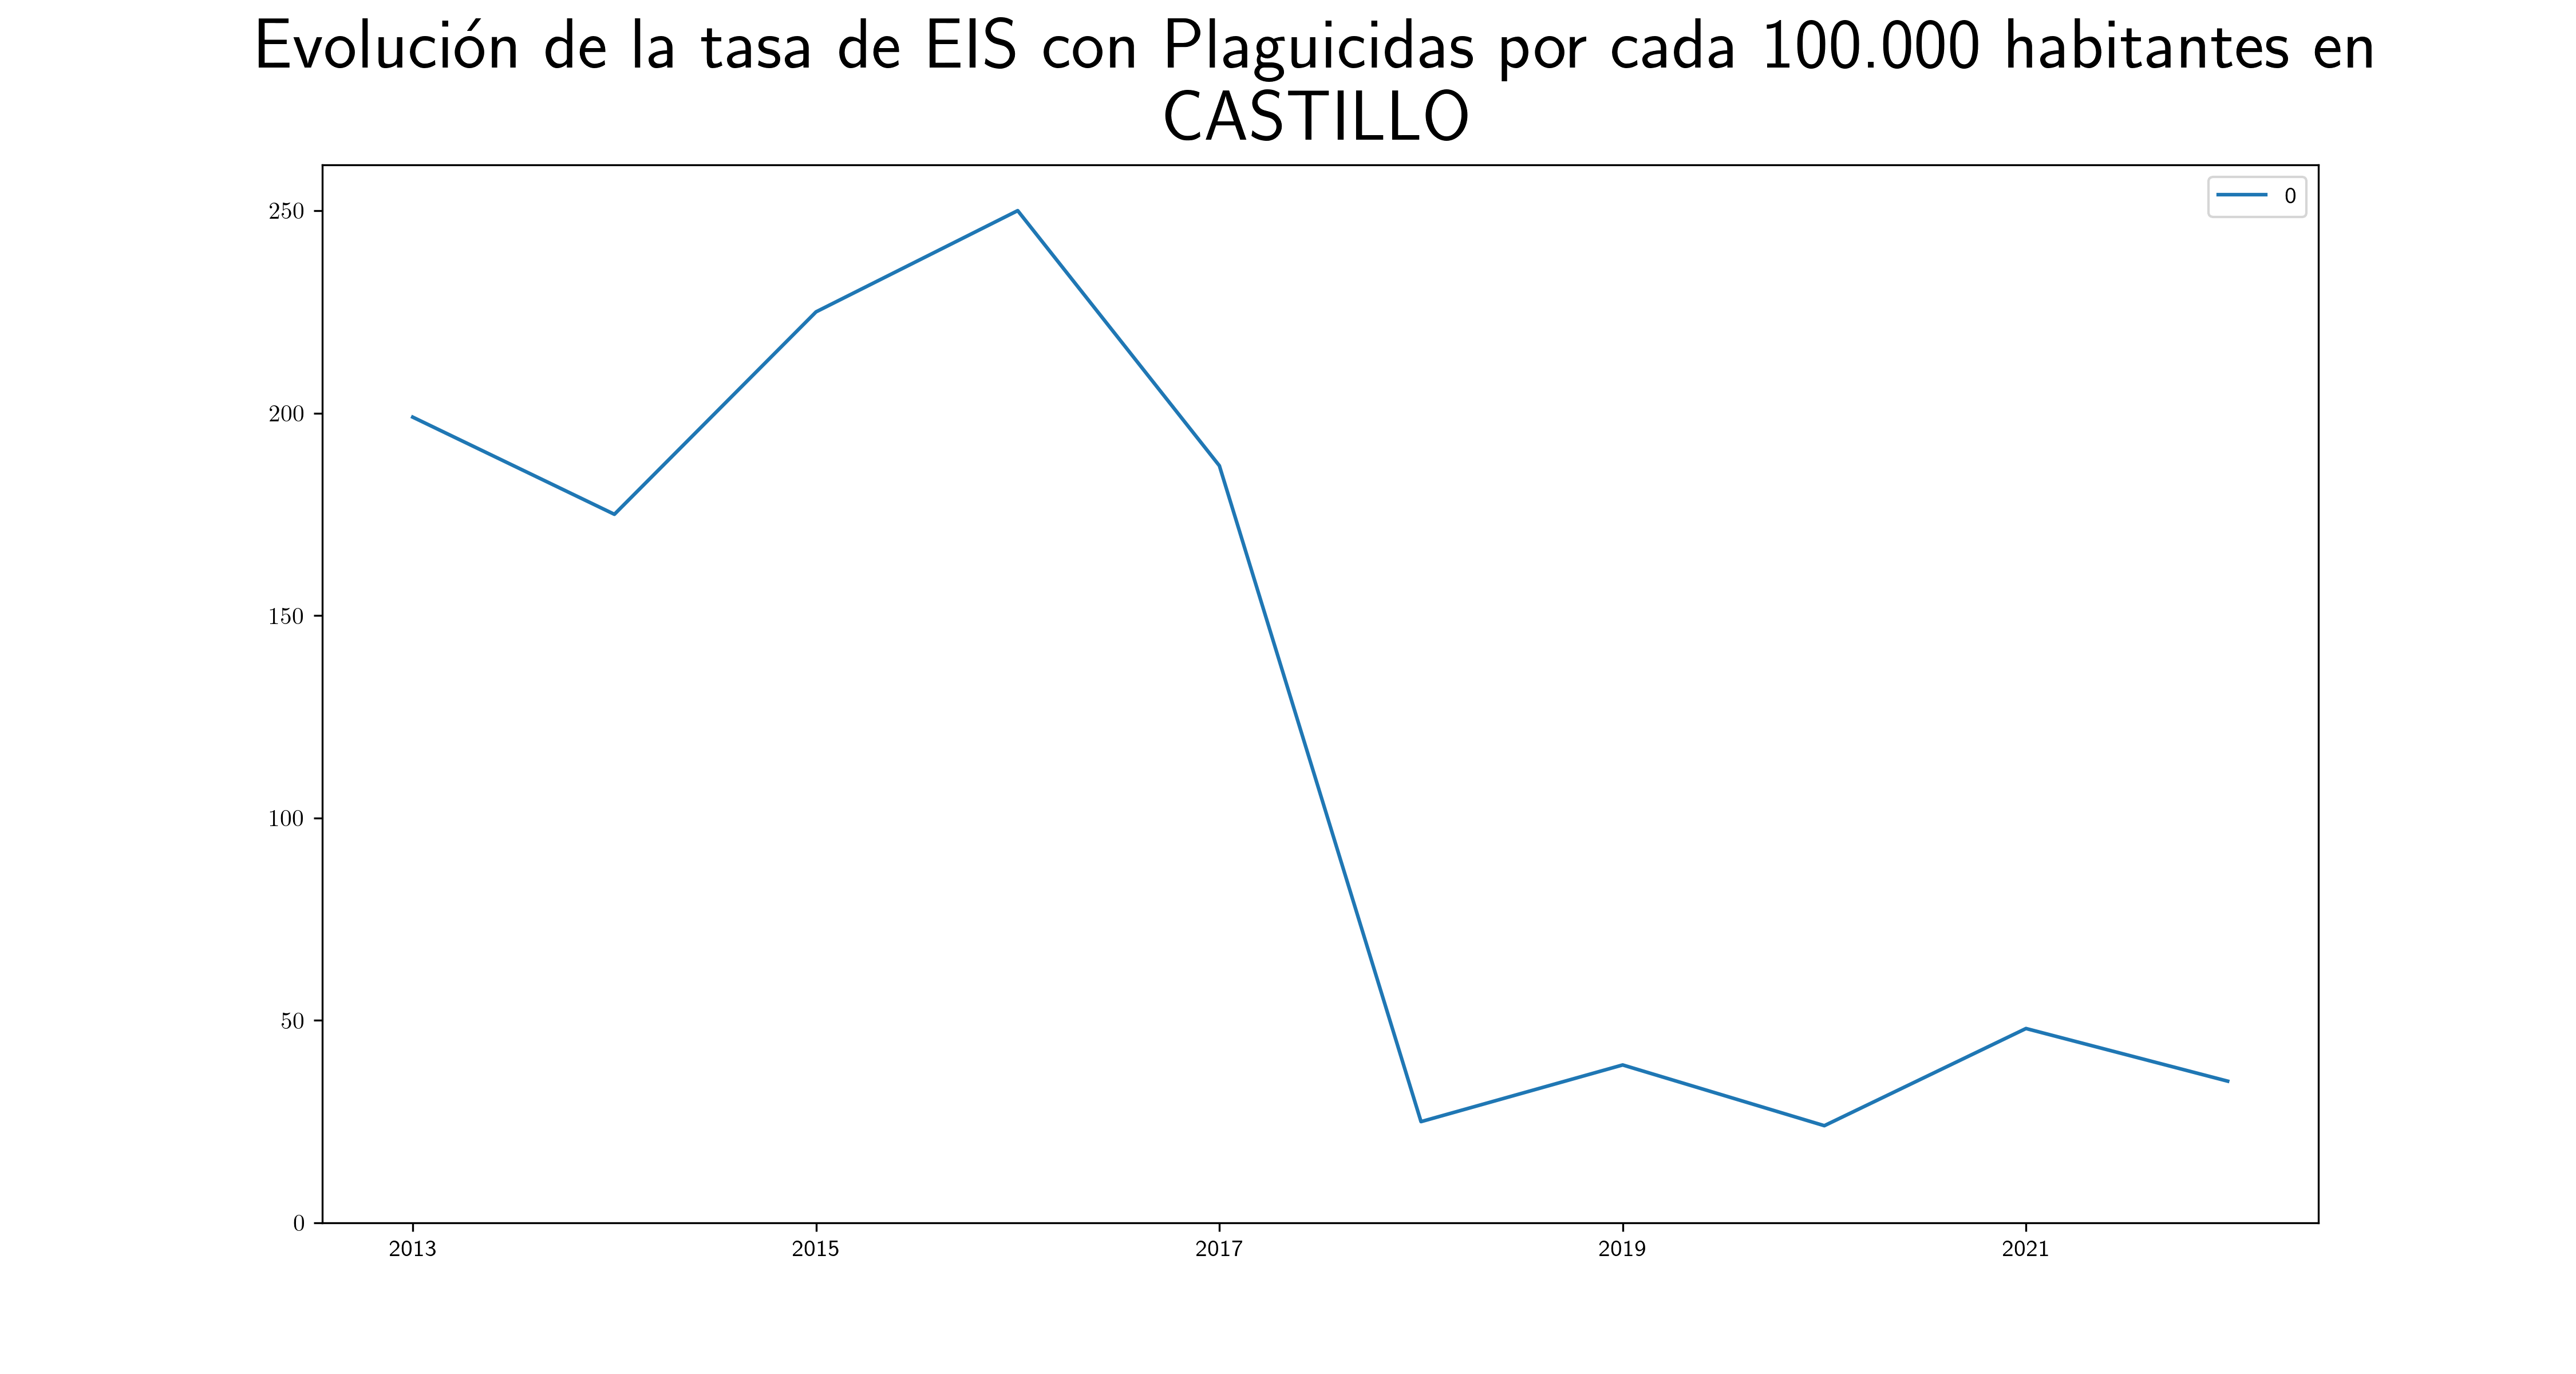 Evolución de la tasa de EIS con Plaguicidas por cada 100.000 habitantes en
CASTILLO
0
250
200
150
100
50
0
2013 2015 2017 2019 2021